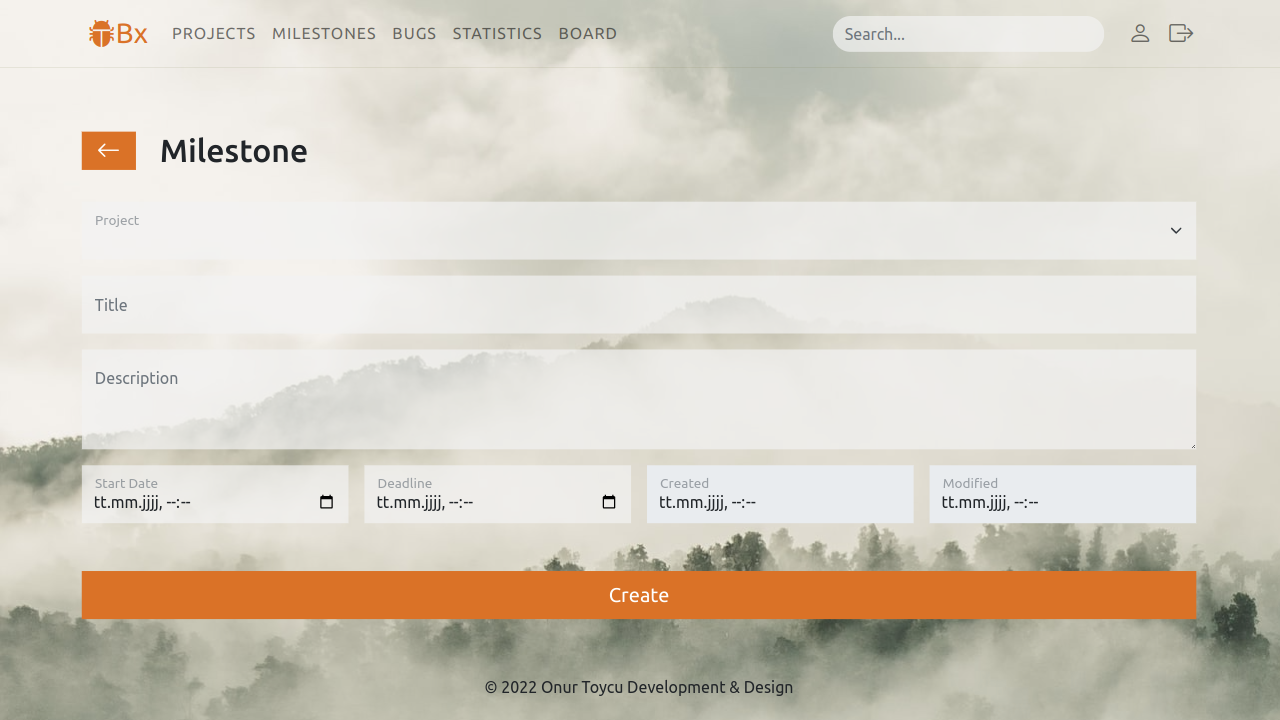 Bx PROJECTS MILESTONES BUGS STATISTICS BOARD Search...
Milestone
Project
Title
Description
Start Date Deadline Created Modified
tt.mm.jjjj, --:-- tt.mm.jjjj, --:-- tt.mm.jjjj, --:-- tt.mm.jjjj, --:--
Create
© 2022 Onur Toycu Development & Design